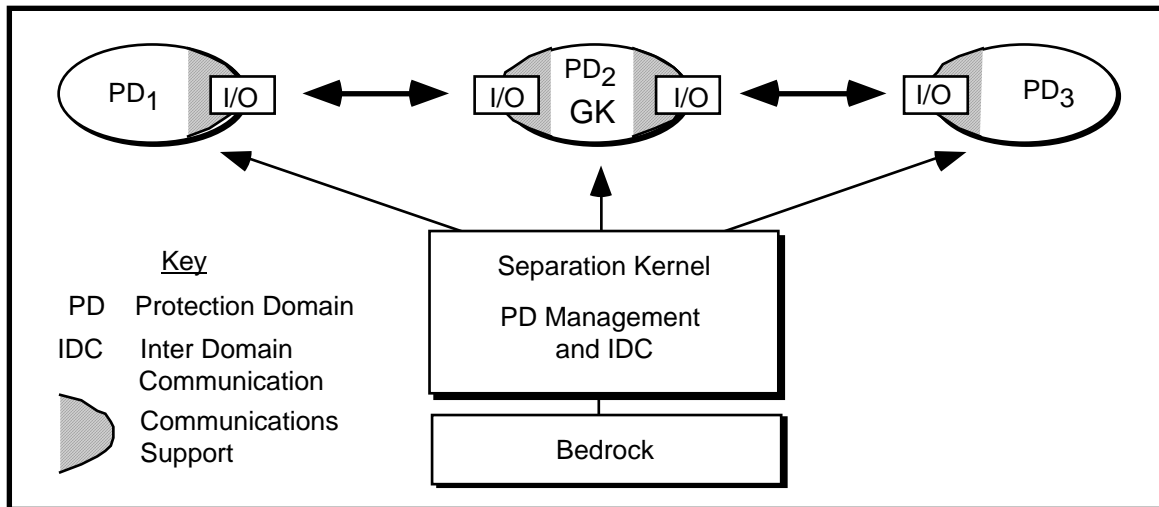 PD1 I/O
I/O PD2 I/O
GK
I/O PD3
Separation Kernel
PD Management
and IDC
Bedrock
Key
PD Protection Domain
IDC Inter Domain
Communication
Communications
Support